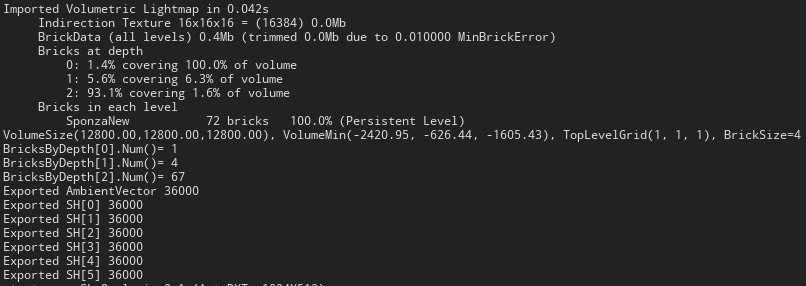 Imported Volumetric Lightmap in 0.042s
Indirection Texture 16x16x16 = (16384) 0.0Mb
BrickData (all levels) 0.4Mb (trimmed 0.0Mb due to 0.010000 MinBrickError)
Bricks at depth
0: 1.4% covering 100.0% of volume
1: 5.6% covering 6.3% of volume
2: 93.1% covering 1.6% of volume
Bricks in each level
SponzaNew 72 bricks 100.0% (Persistent Level)
VolumeSize(12800.00,12800.00,12800.00), VolumeMin(-2420.95, -626.44, -1605.43), TopLevelGrid(1, 1, 1), BrickSize=4
BricksByDepth[0].Num()= 1
BricksByDepth[1].Num()= 4
BricksByDepth[2].Num()= 67
Exported AmbientVector 36000
Exported SH[0] 36000
Exported SH[1] 36000
Exported SH[2] 36000
Exported SH[3] 36000
Exported SH[4] 36000
Exported SH[5] 36000